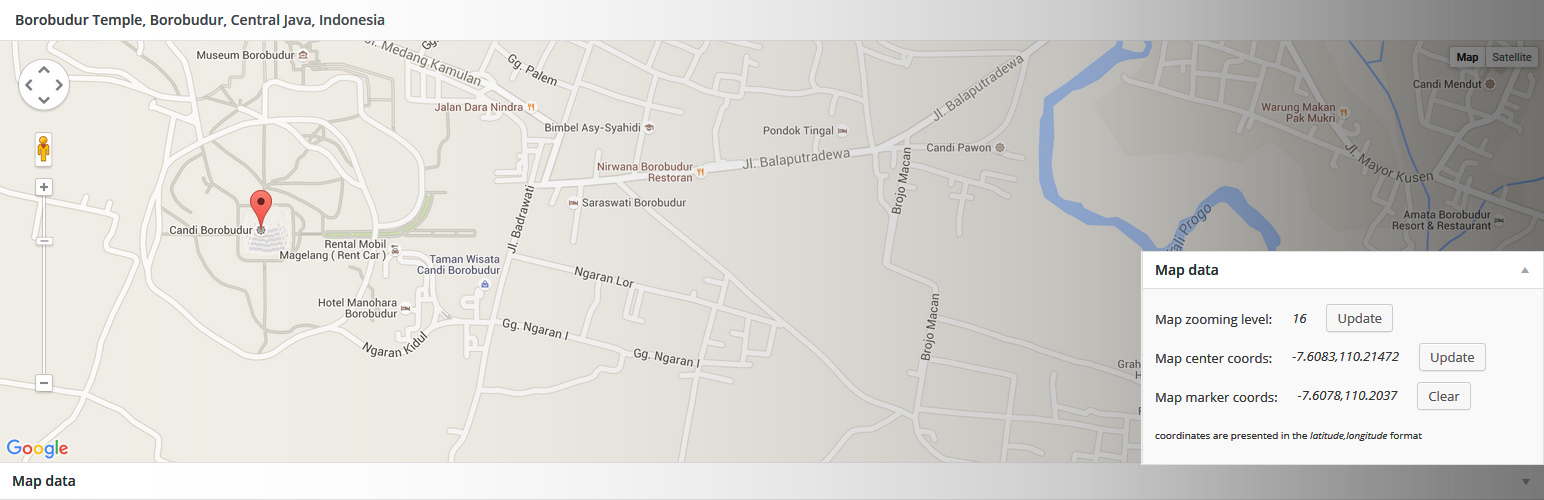 Borobudur Temple, Borobudur, Central Java, Indonesia
Museum Borobudur
Jl. Medang Kamulan
Gg.
Gg. Palem
Jl. Balaputradewa
Map
Satellite
Candi Mendut
Jalan Dara Nindra
Warung Makan
Pak Mukri
Bimbel Asy-Syahidi
Pondok Tingal
Candi Pawon
Jl. Balaputradewa
Jl. Mayor Kusen
Nirwana Borobudur
Restoran
Brojo Macan
Saraswati Borobudur
Jl. Badrawati
Kali Progo
Amata Borobudur
Resort & Restaurant
Candi Borobudur
Rental Mobil
Magelang ( Rent Car )
Taman Wisata
Candi Borobudur
Ngaran Lor
Hotel Manohara
Borobudur
Gg. Ngaran I
Ngaran Kidul
Gg. Ngaran I
Brojo Macan
Grah
H
Map data
Map zooming level: 16 Update
Map center coords: -7.6083,110.21472 Update
Map marker coords: -7.6078,110.2037 Clear
coordinates are presented in the latitude,longitude format
Google
Map data